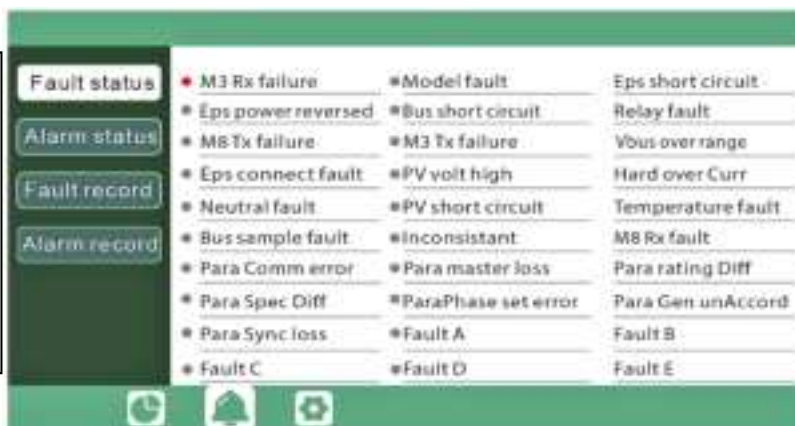 Fault status
Alarm status
Fault record
Alarm record
M3 Rx failure Model fault Eps short circuit
Eps power reversed Bus short circuit Relay fault
M8 Tx failure M3 Tx failure Vbus over range
Eps connect fault PV volt high Hard over Curr
Neutral fault PV short circuit Temperature fault
Bus sample fault Inconsistant M8 Rx fault
Para Comm error Para master loss Para rating Diff
Para Spec Diff ParaPhase set error Para Gen unAccord
Para Sync loss Fault A Fault B
Fault C Fault D Fault E